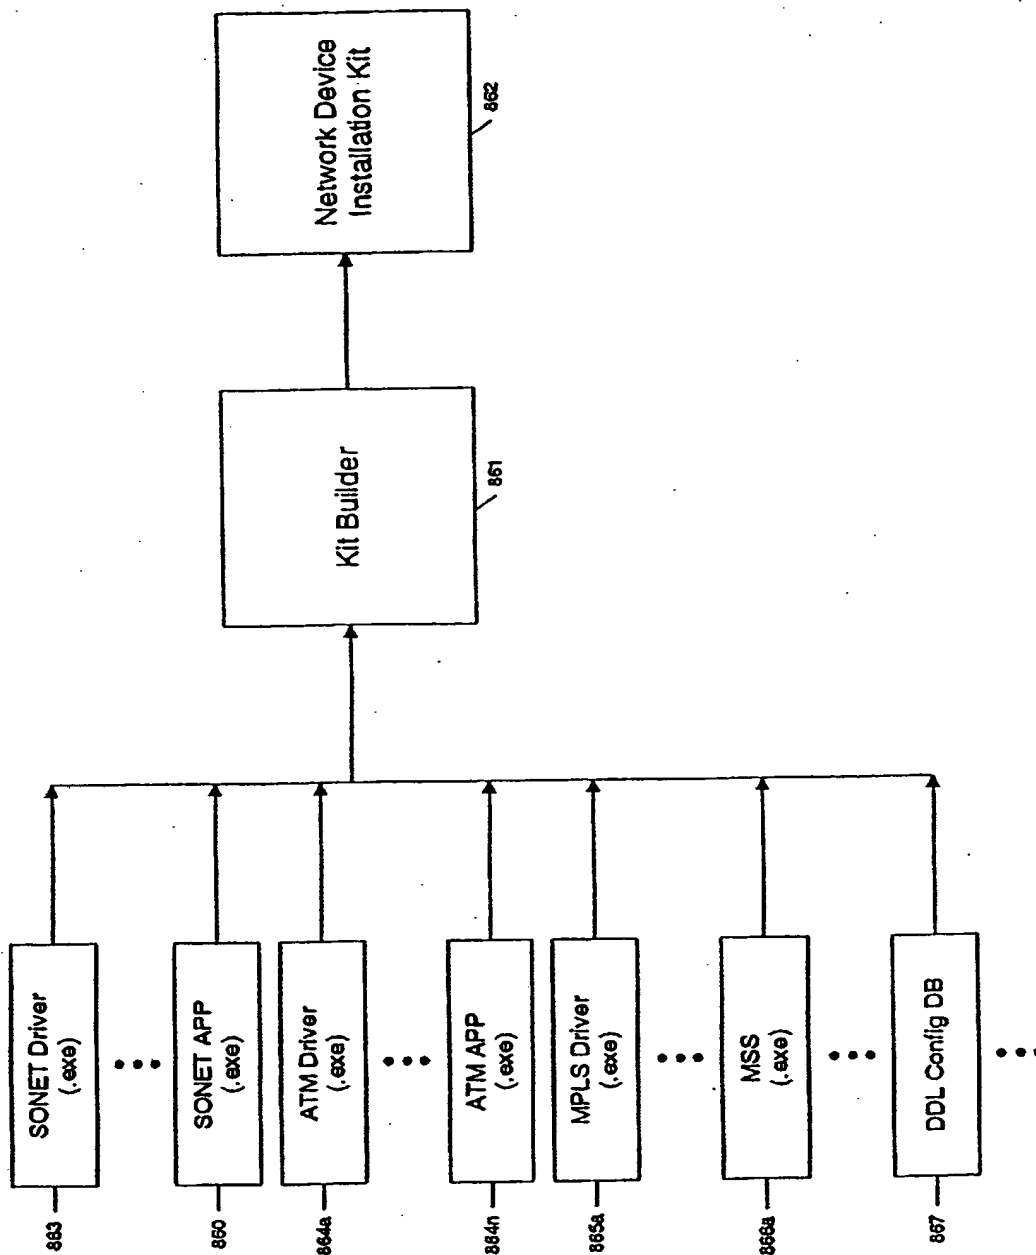 SONET Driver
(.exe)
863
SONET APP
(.exe)
860
ATM Driver
(.exe)
864a
ATM APP
(.exe)
864n
MPLS Driver
(.exe)
865a
MSS
(.exe)
866a
DDL Config DB
867
Kit Builder
861
Network Device
Installation Kit
862